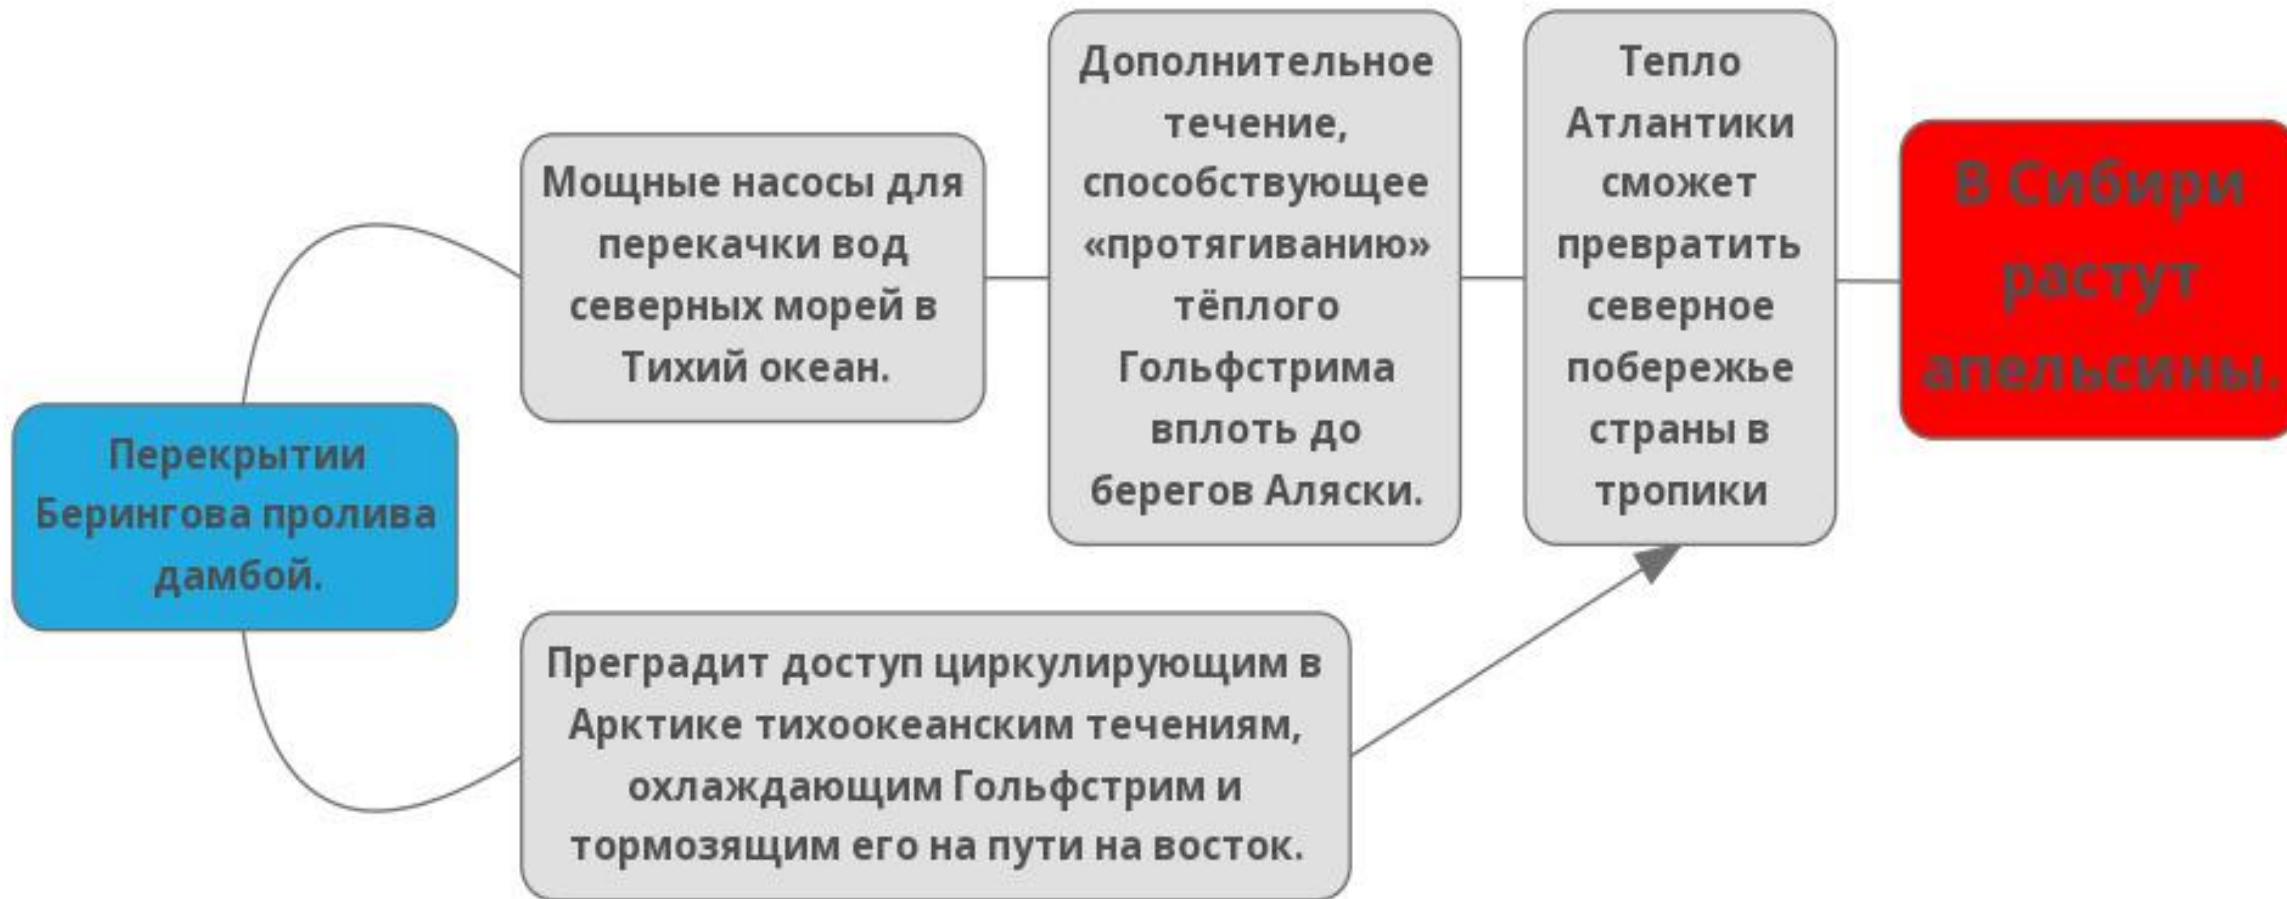 Перекрытии
Берингова пролива
дамбой.
Мощные насосы для
перекачки вод
северных морей в
Тихий океан.
Дополнительное
течение,
способствующее
«протягиванию»
тёплого
Гольфстрима
вплоть до
берегов Аляски.
Тепло
Атлантики
сможет
превратить
северное
побережье
страны в
тропики
В Сибири
растут
апельсины.
Преградит доступ циркулирующим в
Арктике тихоокеанским течениям,
охлаждающим Гольфстрим и
тормозящим его на пути на восток.